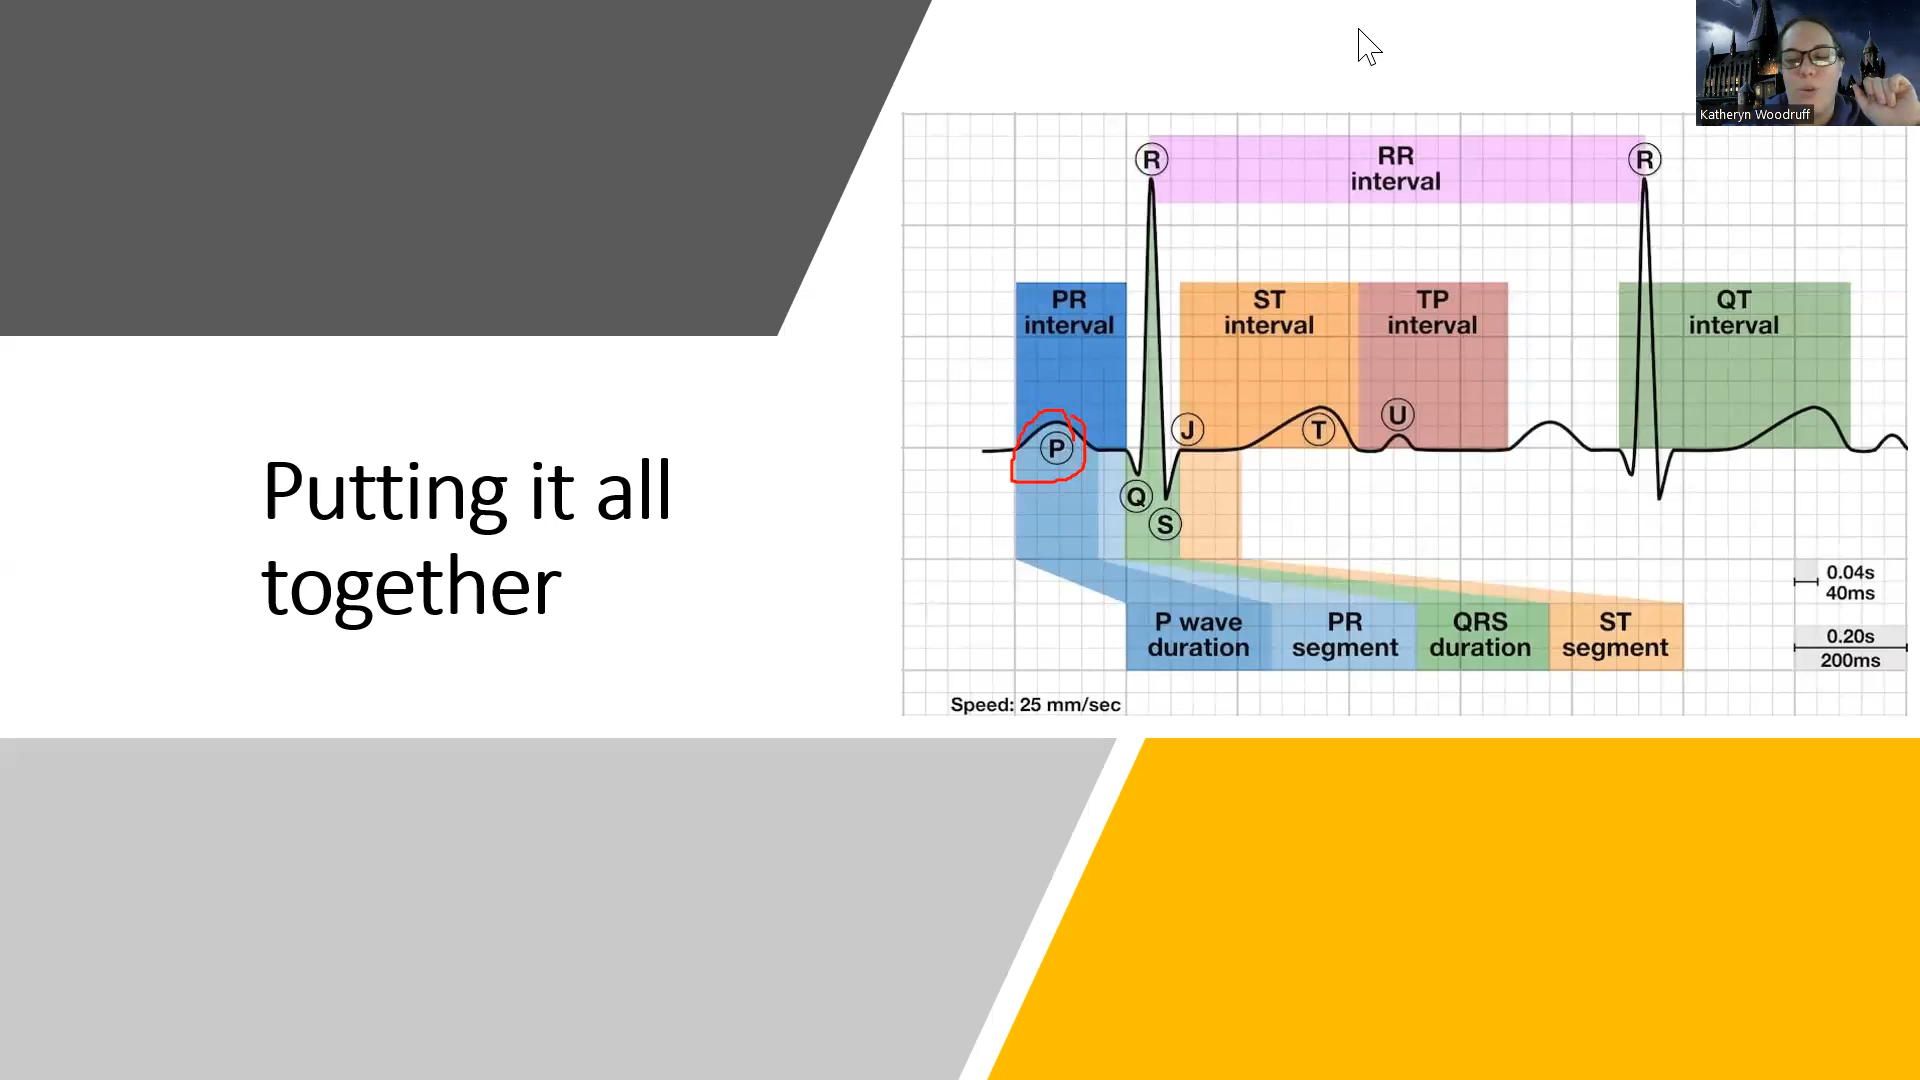 Katheryn Woodruff
Putting it all
together
R
RR
interval
R
PR
interval
ST
interval
TP
interval
QT
interval
P
J
T
U
Q
S
0.04s
40ms
P wave
duration
PR
segment
QRS
duration
ST
segment
0.20s
200ms
Speed: 25 mm/sec